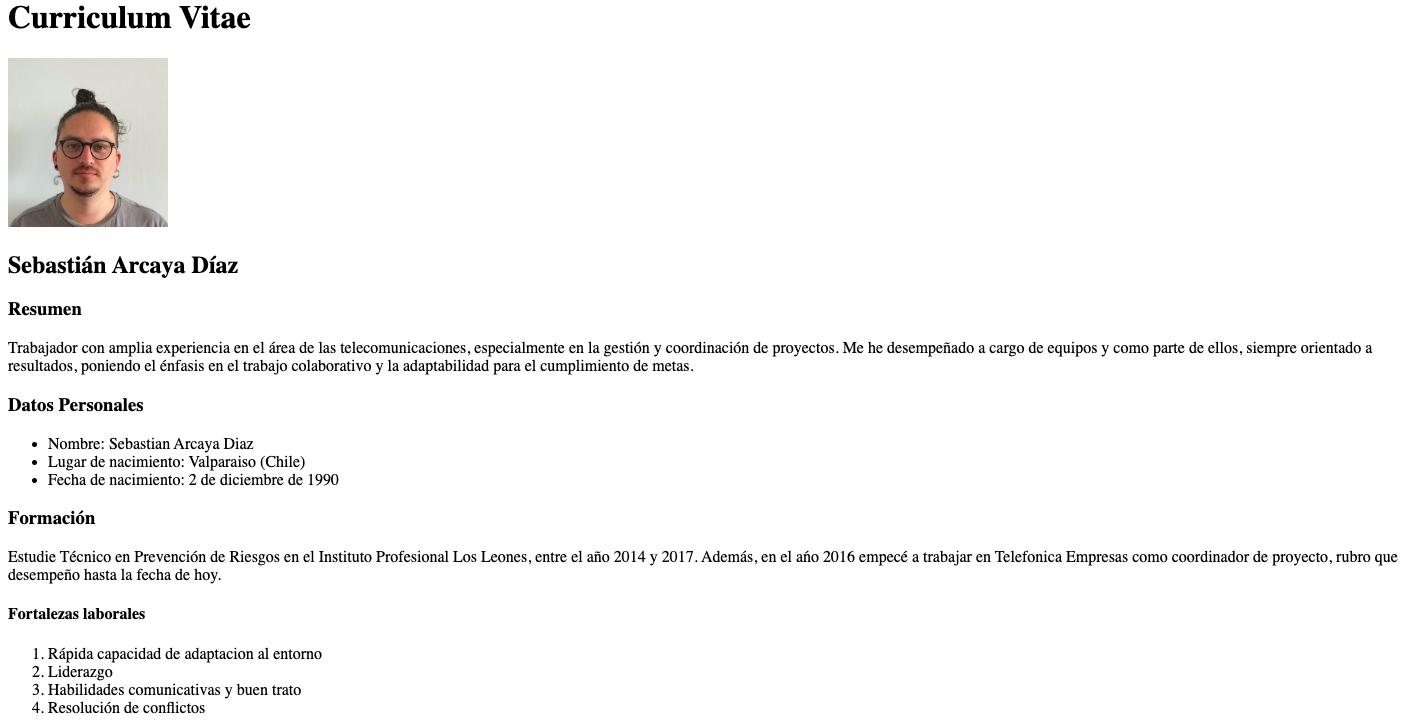 Curriculum Vitae
Sebastián Arcaya Díaz
Resumen
Trabajador con amplia experiencia en el área de las telecomunicaciones, especialmente en la gestión y coordinación de proyectos. Me he desempeñado a cargo de equipos y como parte de ellos, siempre orientado a
resultados, poniendo el énfasis en el trabajo colaborativo y la adaptabilidad para el cumplimiento de metas.
Datos Personales
• Nombre: Sebastian Arcaya Diaz
• Lugar de nacimiento: Valparaiso (Chile)
• Fecha de nacimiento: 2 de diciembre de 1990
Formación
Estudie Técnico en Prevención de Riesgos en el Instituto Profesional Los Leones, entre el año 2014 y 2017. Además, en el ańo 2016 empecé a trabajar en Telefonica Empresas como coordinador de proyecto, rubro que
desempeño hasta la fecha de hoy.
Fortalezas laborales
1. Rápida capacidad de adaptacion al entorno
2. Liderazgo
3. Habilidades comunicativas y buen trato
4. Resolución de conflictos